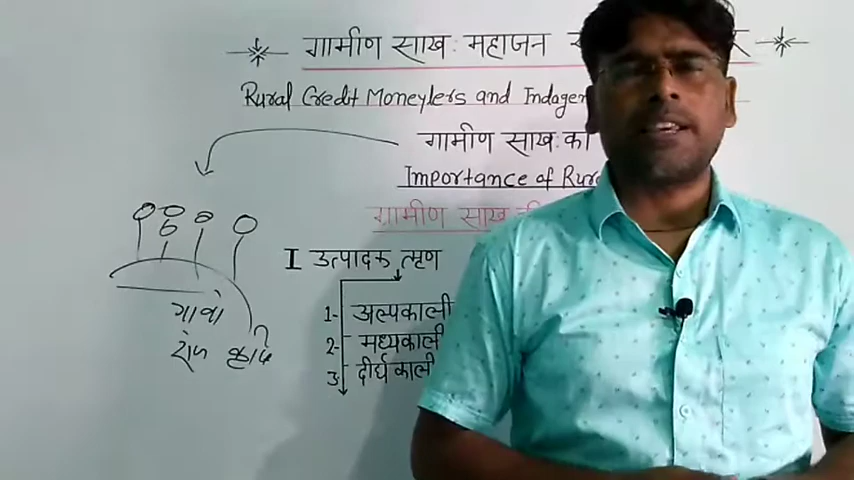 ग्रामीण साख : महाजन
Rural Credit Moneylers and Indagen
ग्रामीण साख का
Importance of Rura
ग्रामीण साख की
I उत्पादक ऋण
1- अल्पकाली
2- मध्यकाली
3- दीर्घकाली
गावो